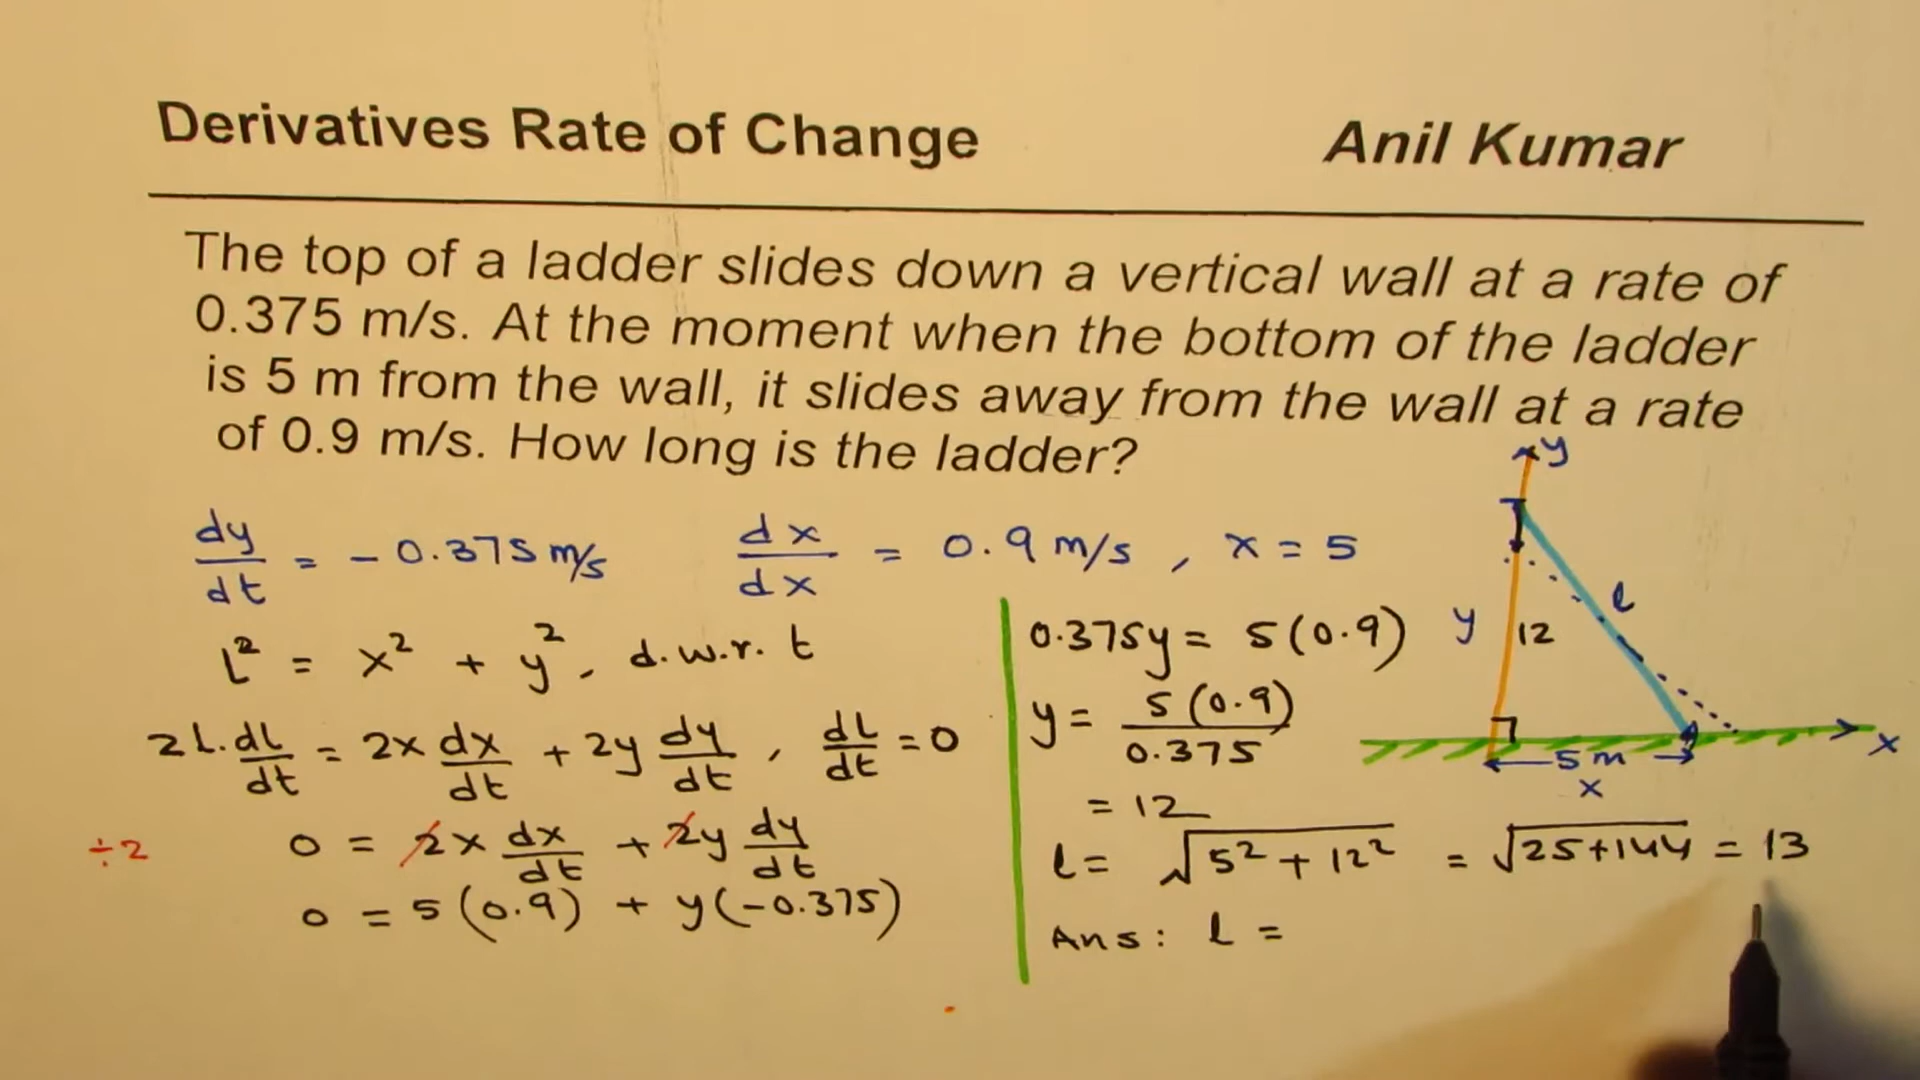 Derivatives Rate of Change Anil Kumar
The top of a ladder slides down a vertical wall at a rate of
0.375 m/s. At the moment when the bottom of the ladder
is 5 m from the wall, it slides away from the wall at a rate
of 0.9 m/s. How long is the ladder?
dy/dt = -0.375 m/s dx/dx = 0.9 m/s, x = 5
L² = x² + y², d.w.r. t
2L.dL/dt = 2x dx/dt + 2y dy/dt, dL/dt = 0
÷2 0 = 2x dx/dt + 2y dy/dt
0 = 5(0.9) + y(-0.375)
0.375y = 5(0.9)
y = 5(0.9)/0.375
= 12
l = √5² + 12² = √25+144 = 13
Ans: l =
y
l
y 12
5 m
x
x